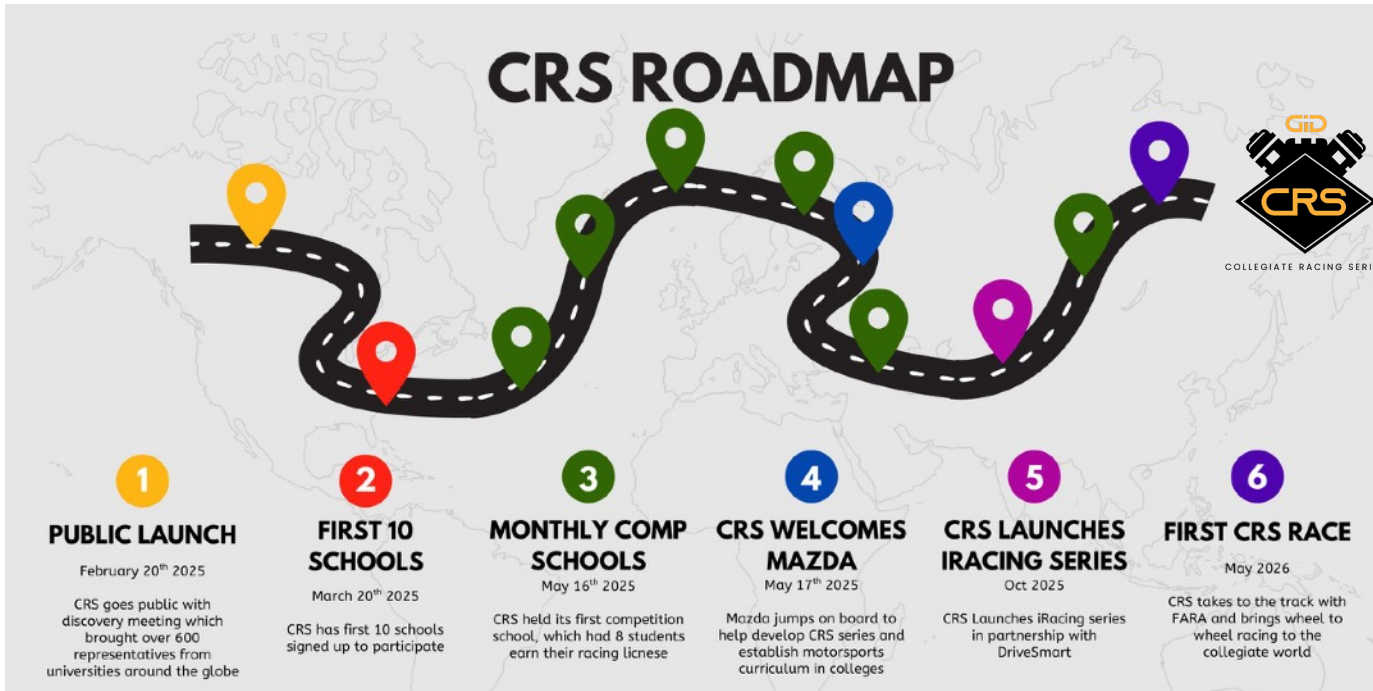 CRS ROADMAP
GiD
CRS
COLLEGIATE RACING SERI
1
PUBLIC LAUNCH
February 20th 2025
CRS goes public with
discovery meeting which
brought over 600
representatives from
universities around the globe
2
FIRST 10
SCHOOLS
March 20th 2025
CRS has first 10 schools
signed up to participate
3
MONTHLY COMP
SCHOOLS
May 16th 2025
CRS held its first competition
school, which had 8 students
earn their racing licnese
4
CRS WELCOMES
MAZDA
May 17th 2025
Mazda jumps on board to
help develop CRS series and
establish motorsports
curriculum in colleges
5
CRS LAUNCHES
IRACING SERIES
Oct 2025
CRS Launches iRacing series
in partnership with
DriveSmart
6
FIRST CRS RACE
May 2026
CRS takes to the track with
FARA and brings wheel to
wheel racing to the
collegiate world